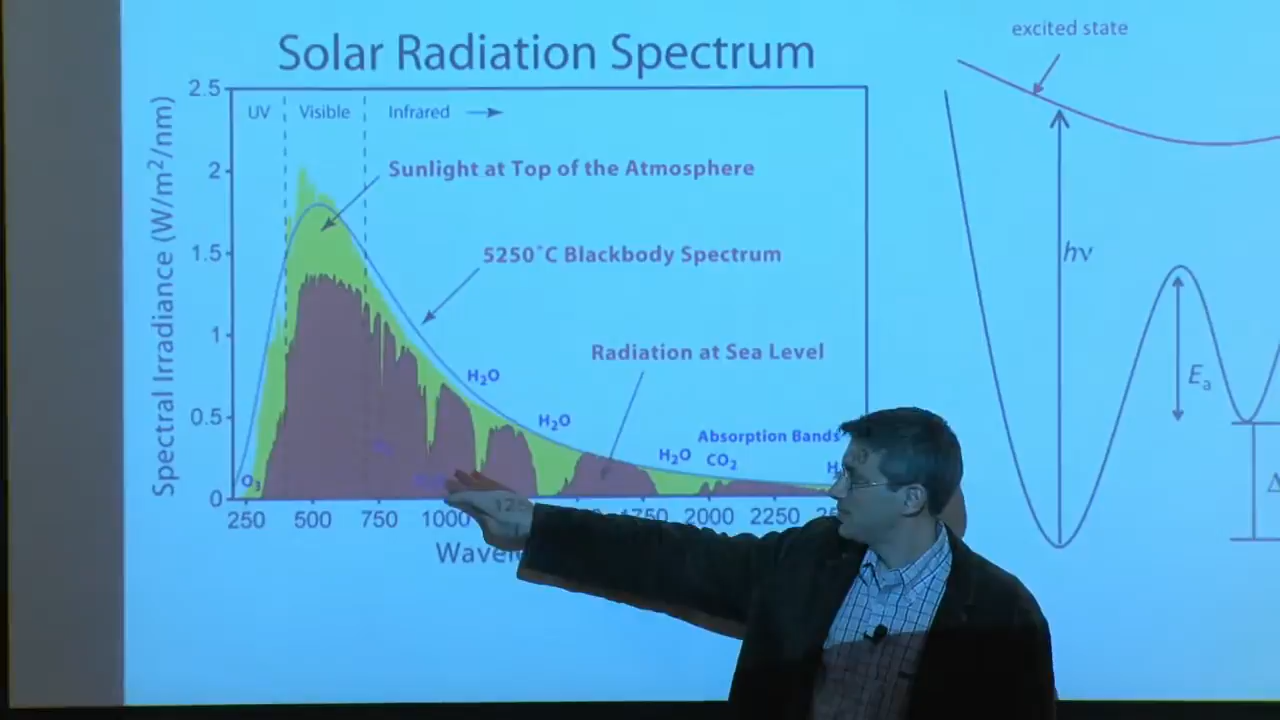 Solar Radiation Spectrum
excited state
UV
Visible
Infrared
Sunlight at Top of the Atmosphere
5250°C Blackbody Spectrum
Radiation at Sea Level
H₂O
H₂O
H₂O
CO₂
Absorption Bands
O₃
Spectral Irradiance (W/m²/nm)
2.5
2
1.5
1
0.5
0
250
500
750
1000
1750
2000
2250
hν
Eₐ